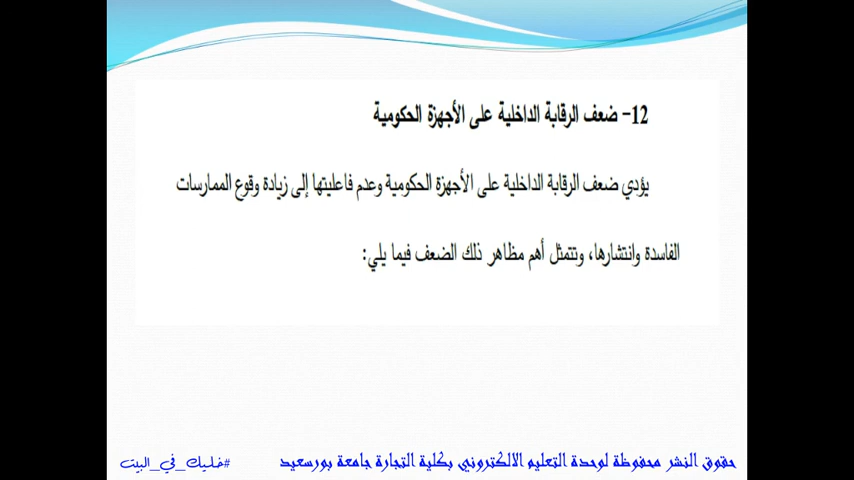 12- ضعف الرقابة الداخلية على الأجهزة الحكومية
يؤدي ضعف الرقابة الداخلية على الأجهزة الحكومية وعدم فاعليتها إلى زيادة وقوع الممارسات
الفاسدة وانتشارها، وتتمثل أهم مظاهر ذلك الضعف فيما يلي:
حقوق النشر محفوظة لوحدة التعليم الالكتروني بكلية التجارة جامعة بورسعيد
#خليك_في_البيت